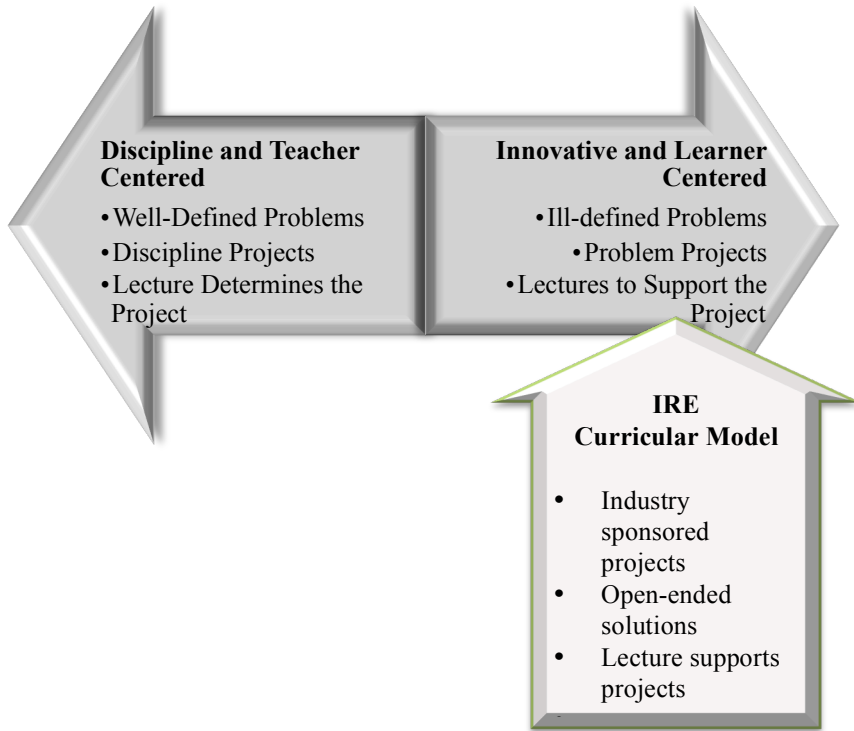 Discipline and Teacher
Centered
•Well-Defined Problems
•Discipline Projects
•Lecture Determines the
Project
Innovative and Learner
Centered
•Ill-defined Problems
•Problem Projects
•Lectures to Support the
Project
IRE
Curricular Model
• Industry
sponsored
projects
• Open-ended
solutions
• Lecture supports
projects